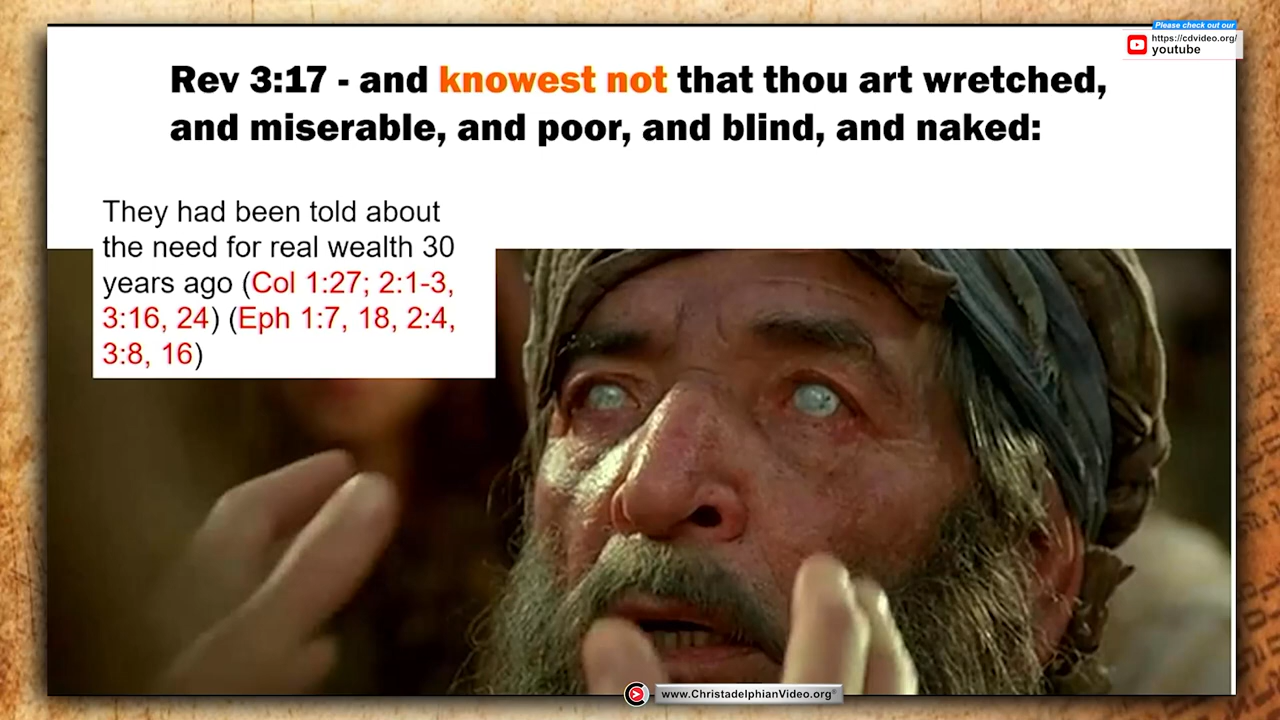 Please check out our
https://cdvideo.org/
youtube
Rev 3:17 - and knowest not that thou art wretched,
and miserable, and poor, and blind, and naked:
They had been told about
the need for real wealth 30
years ago (Col 1:27; 2:1-3,
3:16, 24) (Eph 1:7, 18, 2:4,
3:8, 16)
www.ChristadelphianVideo.org